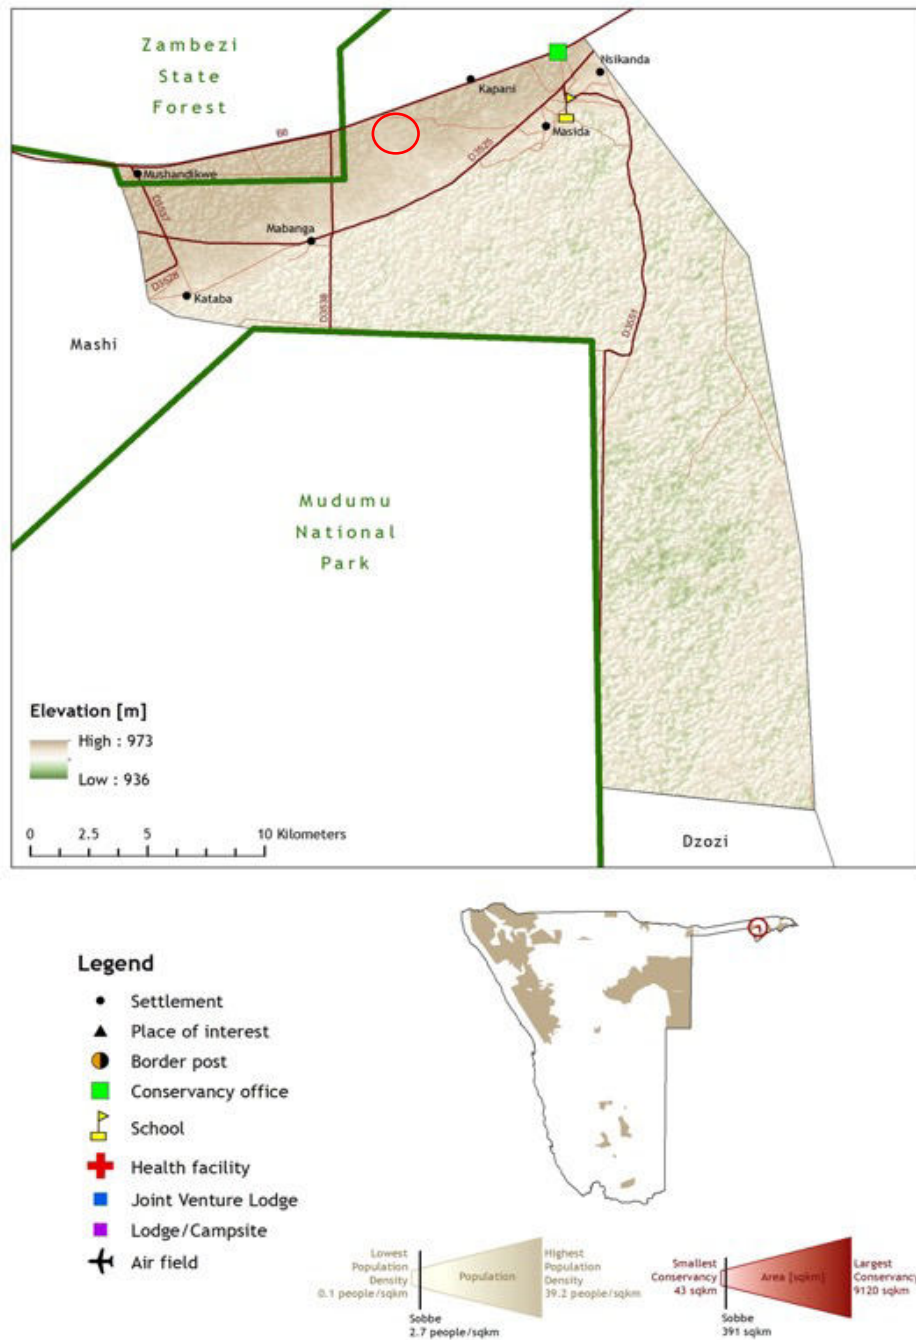 Zambezi
State
Forest
Nsikanda
Kapani
Masida
B8
D3525
Mushandikwe
D3537
Mabanga
D3528
Kataba
D3538
D3551
Mashi
Mudumu
National
Park
Elevation [m]
High : 973
Low : 936
0 2.5 5 10 Kilometers
Dzozi
Legend
Settlement
Place of interest
Border post
Conservancy office
School
Health facility
Joint Venture Lodge
Lodge/Campsite
Air field
Lowest
Population
Density
0.1 people/sqkm
Population
Highest
Population
Density
39.2 people/sqkm
Sobbe
2.7 people/sqkm
Smallest
Conservancy
43 sqkm
Area [sqkm]
Largest
Conservancy
9120 sqkm
Sobbe
391 sqkm